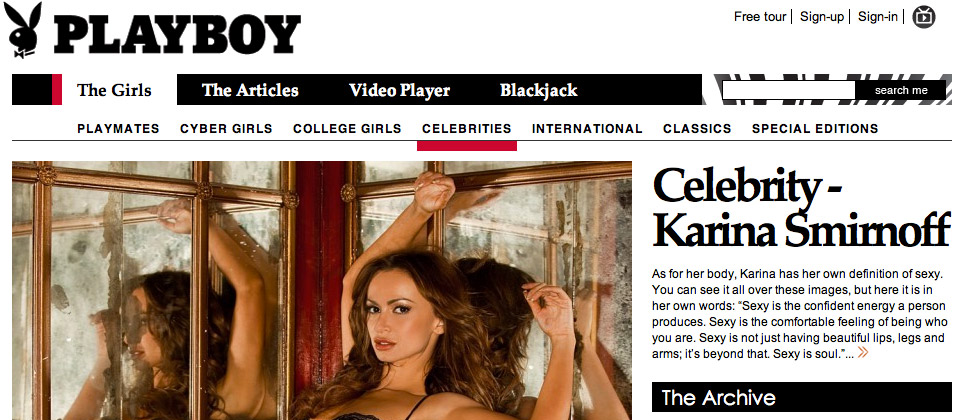 PLAYBOY
Free tour | Sign-up | Sign-in |
The Girls The Articles Video Player Blackjack
search me
PLAYMATES CYBER GIRLS COLLEGE GIRLS CELEBRITIES INTERNATIONAL CLASSICS SPECIAL EDITIONS
Celebrity -
Karina Smirnoff
As for her body, Karina has her own definition of sexy.
You can see it all over these images, but here it is in
her own words: “Sexy is the confident energy a person
produces. Sexy is the comfortable feeling of being who
you are. Sexy is not just having beautiful lips, legs and
arms; it's beyond that. Sexy is soul.”... »
The Archive